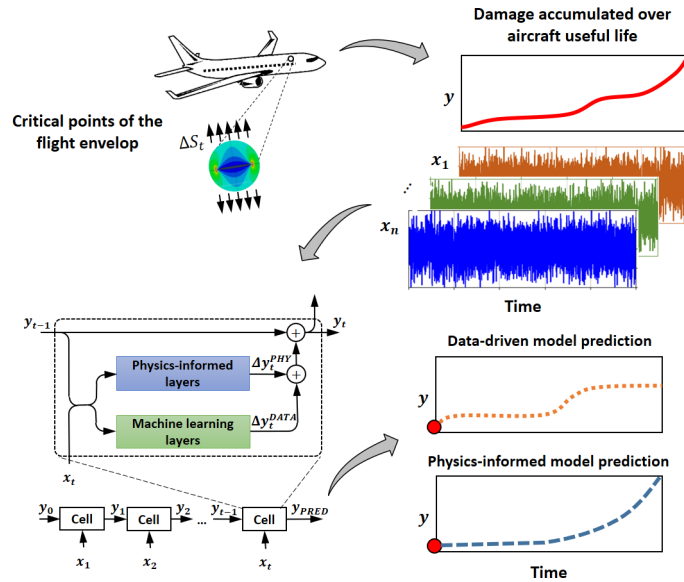 Damage accumulated over
aircraft useful life
y
Critical points of the
flight envelop
ΔS_t
x_1
⋰
x_n
Time
y_{t-1}
y_t
+
Physics-informed
layers
Δy_t^{PHY}
+
Machine learning
layers
Δy_t^{DATA}
x_t
y_0 Cell y_1 Cell y_2 ... y_{t-1} Cell y_{PRED}
x_1 x_2 x_t
Data-driven model prediction
y
Physics-informed model prediction
y
Time